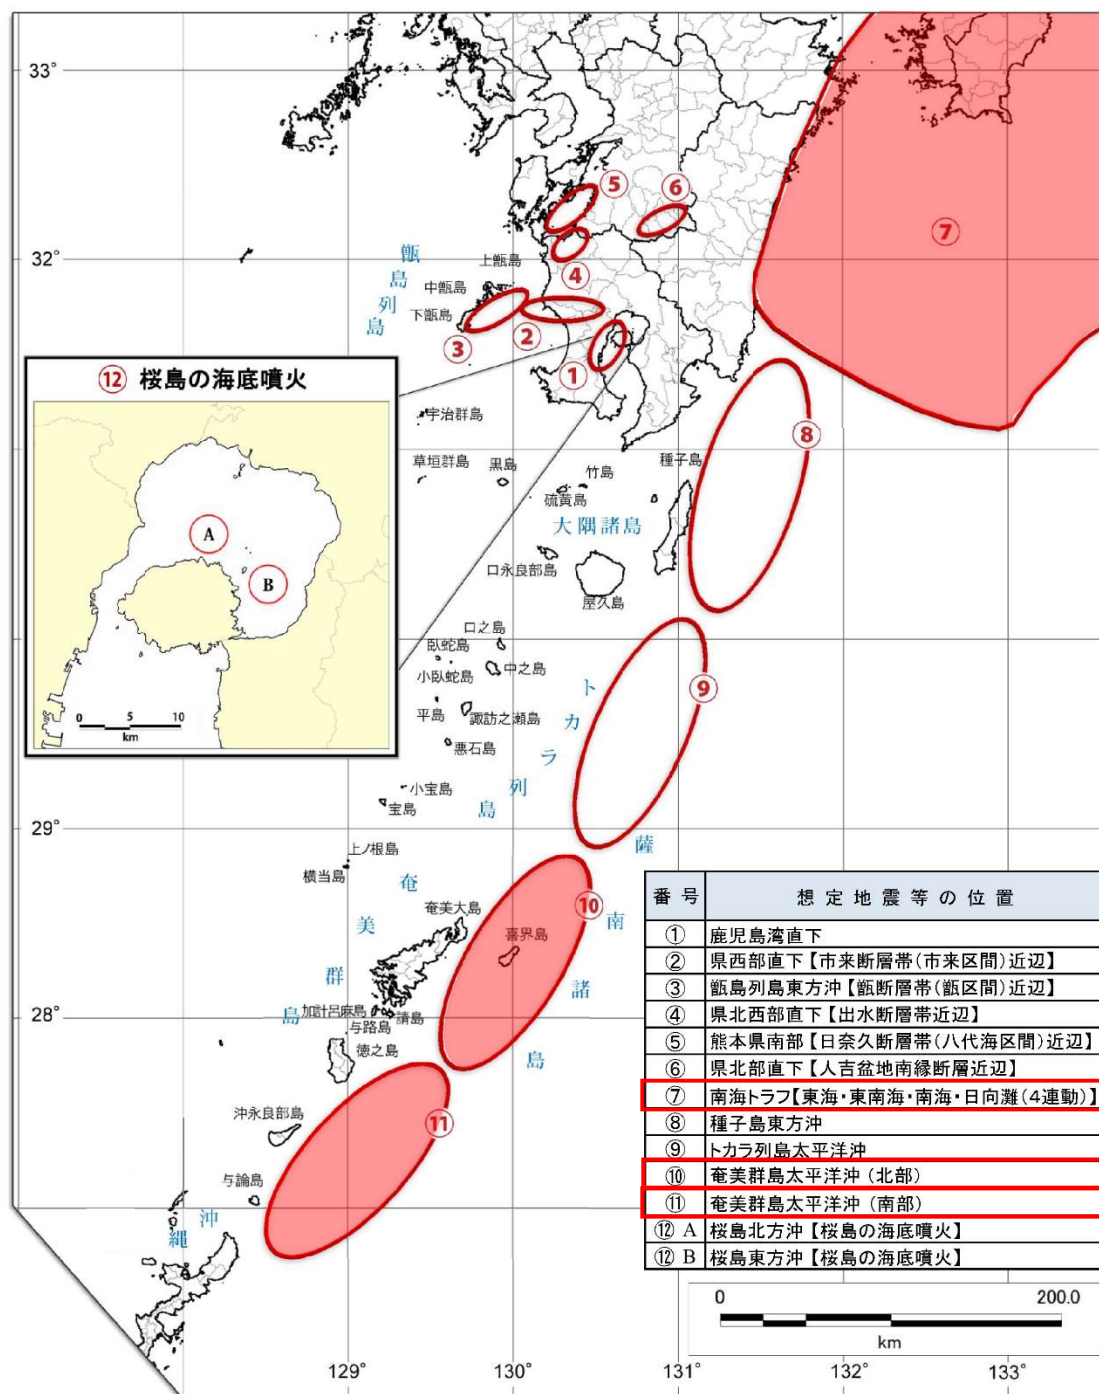 33°
32°
29°
28°
129°
130°
131°
132°
133°
⑤
⑥
⑦
④
③
②
①
⑧
⑨
⑩
⑪
甑島列島
上甑島
中甑島
下甑島
⑫ 桜島の海底噴火
A
B
0 5 10
km
宇治群島
草垣群島
黒島
竹島
硫黄島
種子島
大隅諸島
口永良部島
屋久島
口之島
臥蛇島
小臥蛇島
中之島
平島
諏訪之瀬島
悪石島
トカラ列島
小宝島
宝島
上ノ根島
横当島
薩南諸島
奄美群島
奄美大島
喜界島
加計呂麻島
請島
与路島
徳之島
沖永良部島
与論島
沖縄
番号 想定地震等の位置
① 鹿児島湾直下
② 県西部直下【市来断層帯(市来区間)近辺】
③ 甑島列島東方沖【甑断層帯(甑区間)近辺】
④ 県北西部直下【出水断層帯近辺】
⑤ 熊本県南部【日奈久断層帯(八代海区間)近辺】
⑥ 県北部直下【人吉盆地南縁断層近辺】
⑦ 南海トラフ【東海・東南海・南海・日向灘(4連動)】
⑧ 種子島東方沖
⑨ トカラ列島太平洋沖
⑩ 奄美群島太平洋沖(北部)
⑪ 奄美群島太平洋沖(南部)
⑫ A 桜島北方沖【桜島の海底噴火】
⑫ B 桜島東方沖【桜島の海底噴火】
0 200.0
km